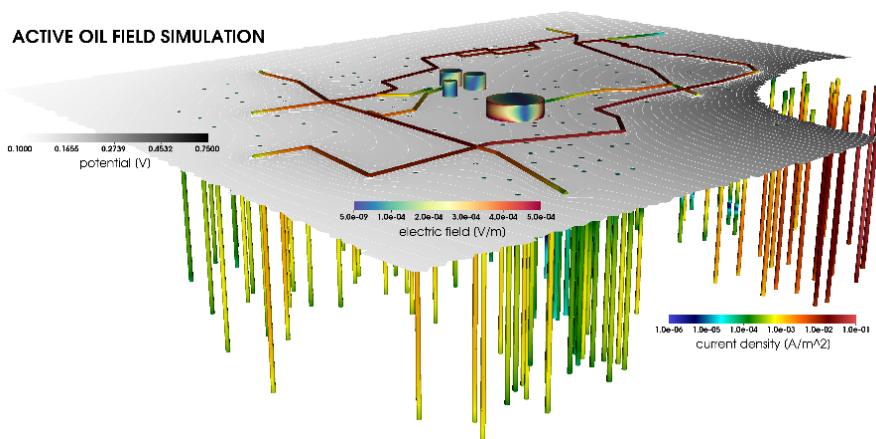 ACTIVE OIL FIELD SIMULATION
0.1000 0.1655 0.2739 0.4532 0.7500
potential (V)
5.0e-09 1.0e-04 2.0e-04 3.0e-04 4.0e-04 5.0e-04
electric field [V/m]
1.0e-06 1.0e-05 1.0e-04 1.0e-03 1.0e-02 1.0e-01
current density [A/m^2]